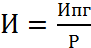 И = Ипг / Р